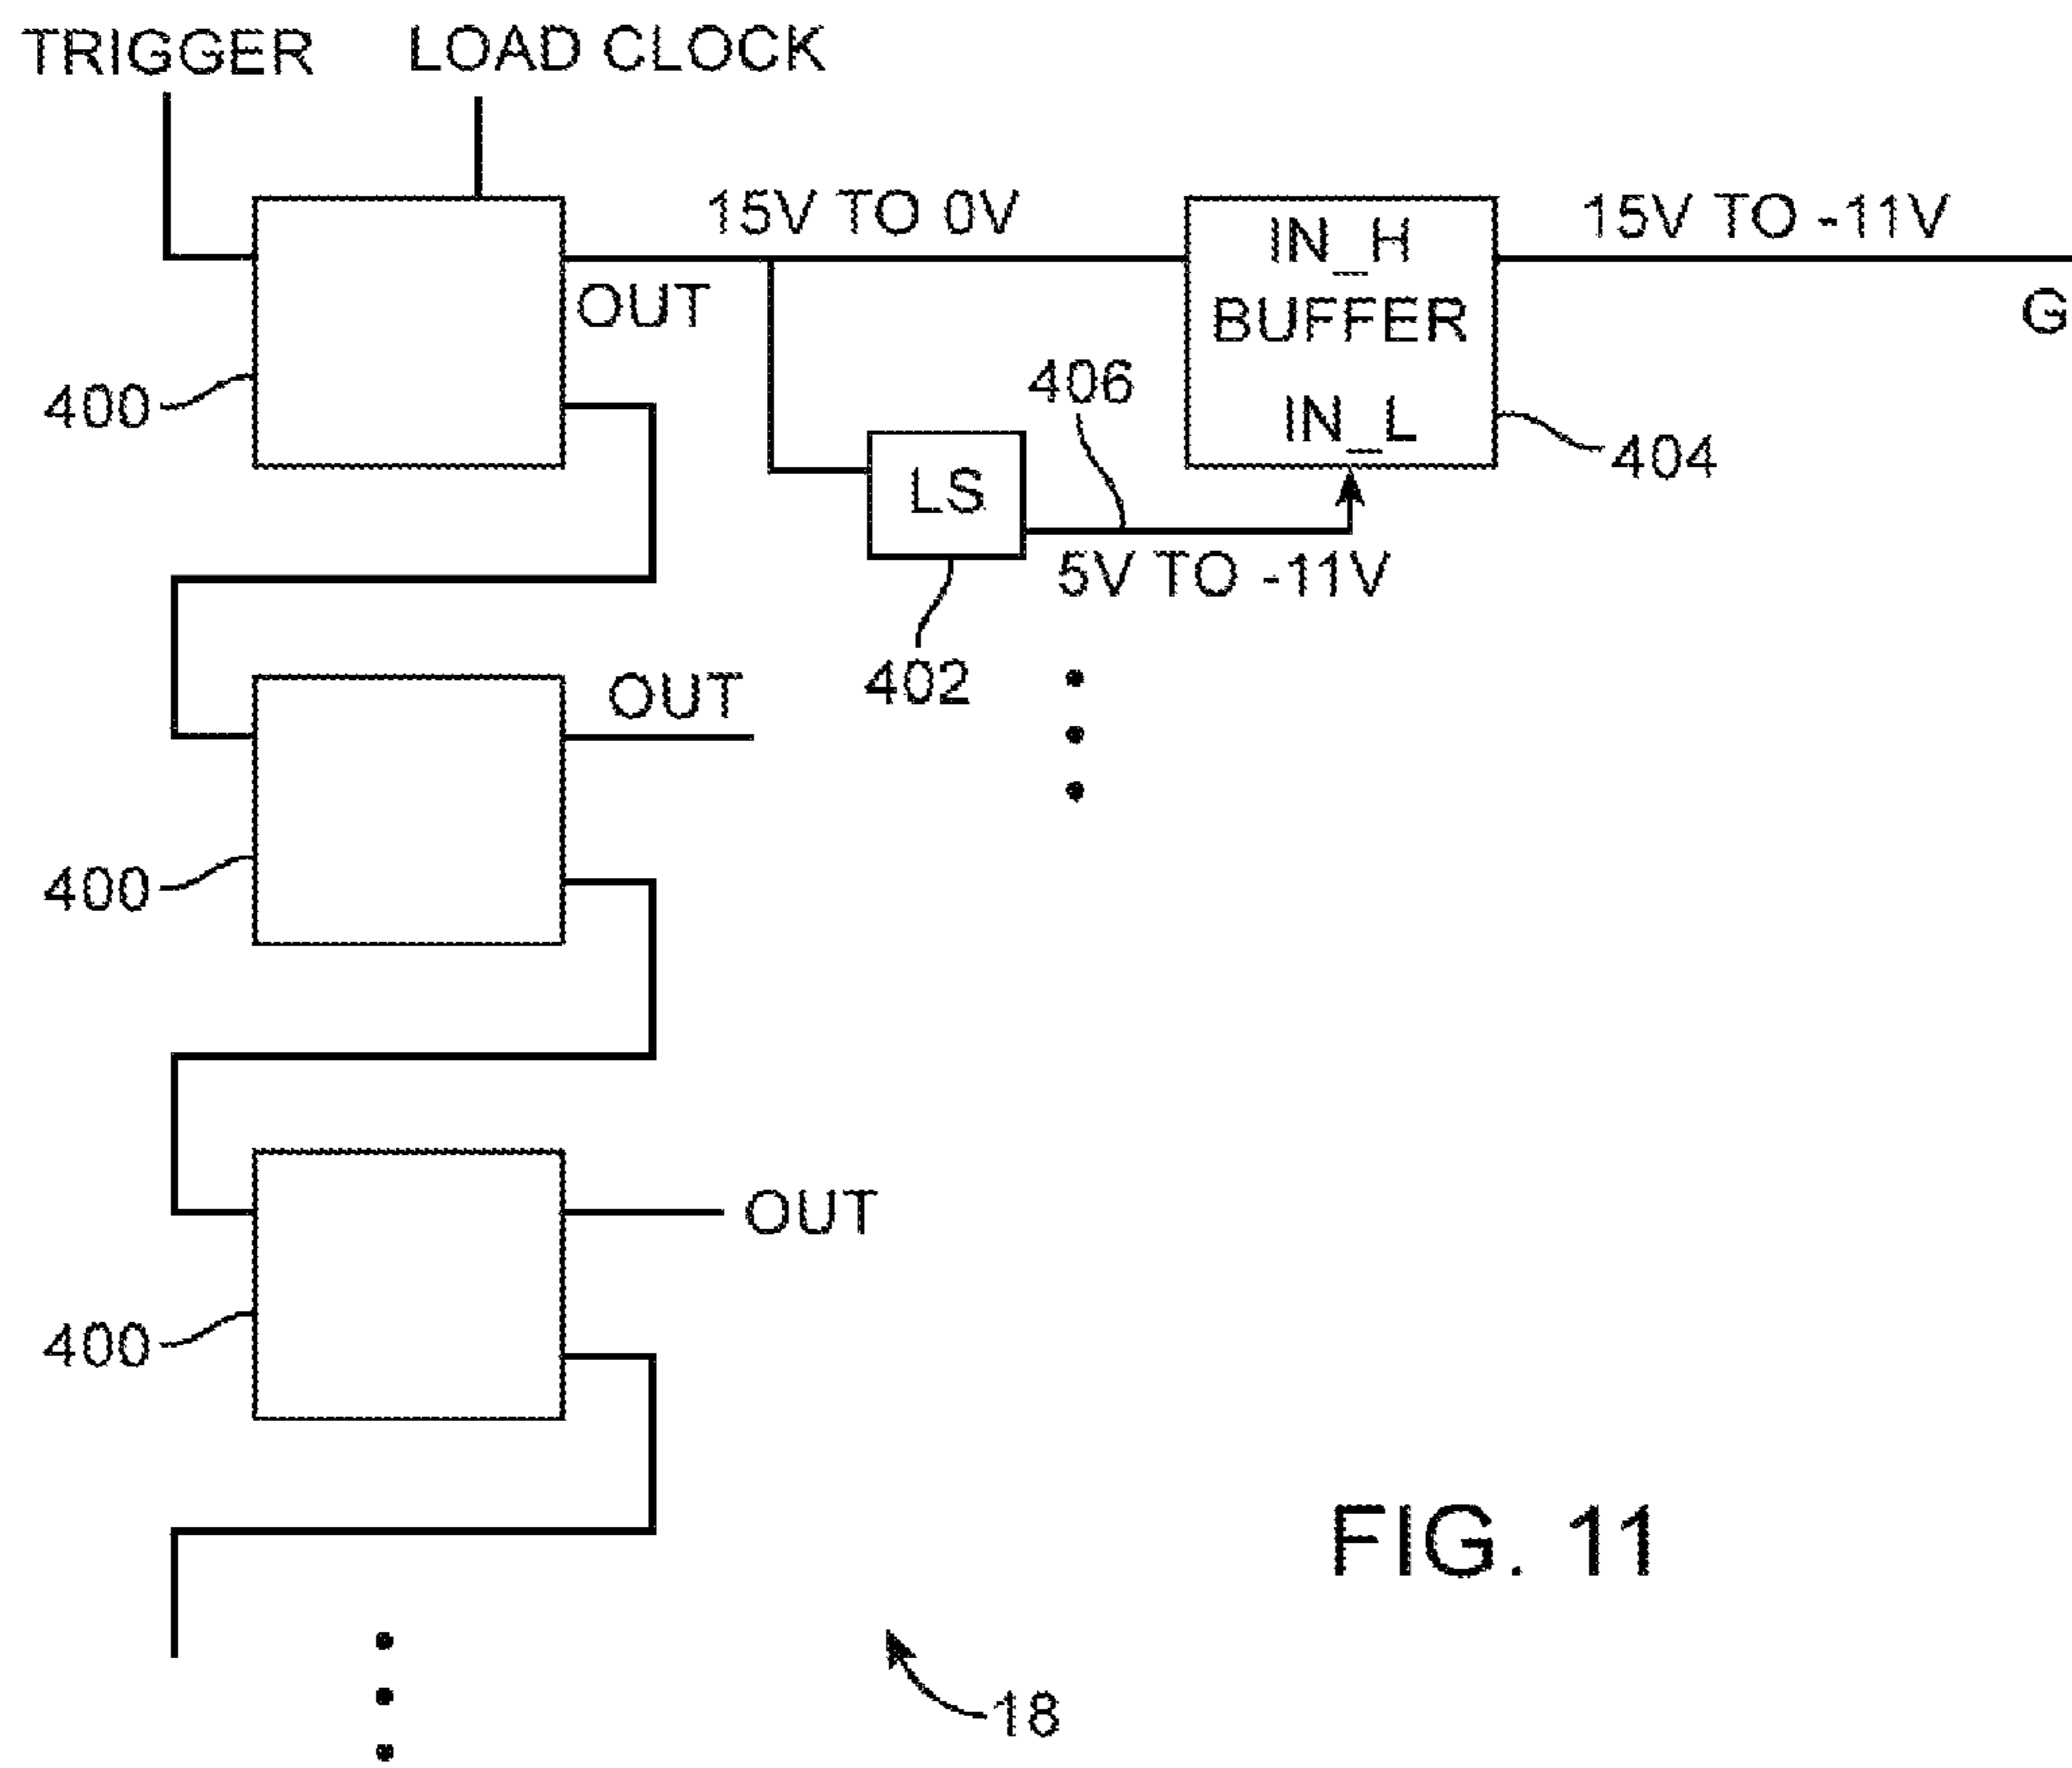 TRIGGER
LOAD CLOCK
15V TO 0V
IN_H
BUFFER
IN_L
15V TO -11V
G
OUT
400
406
404
LS
5V TO -11V
402
OUT
400
OUT
400
FIG. 11
18